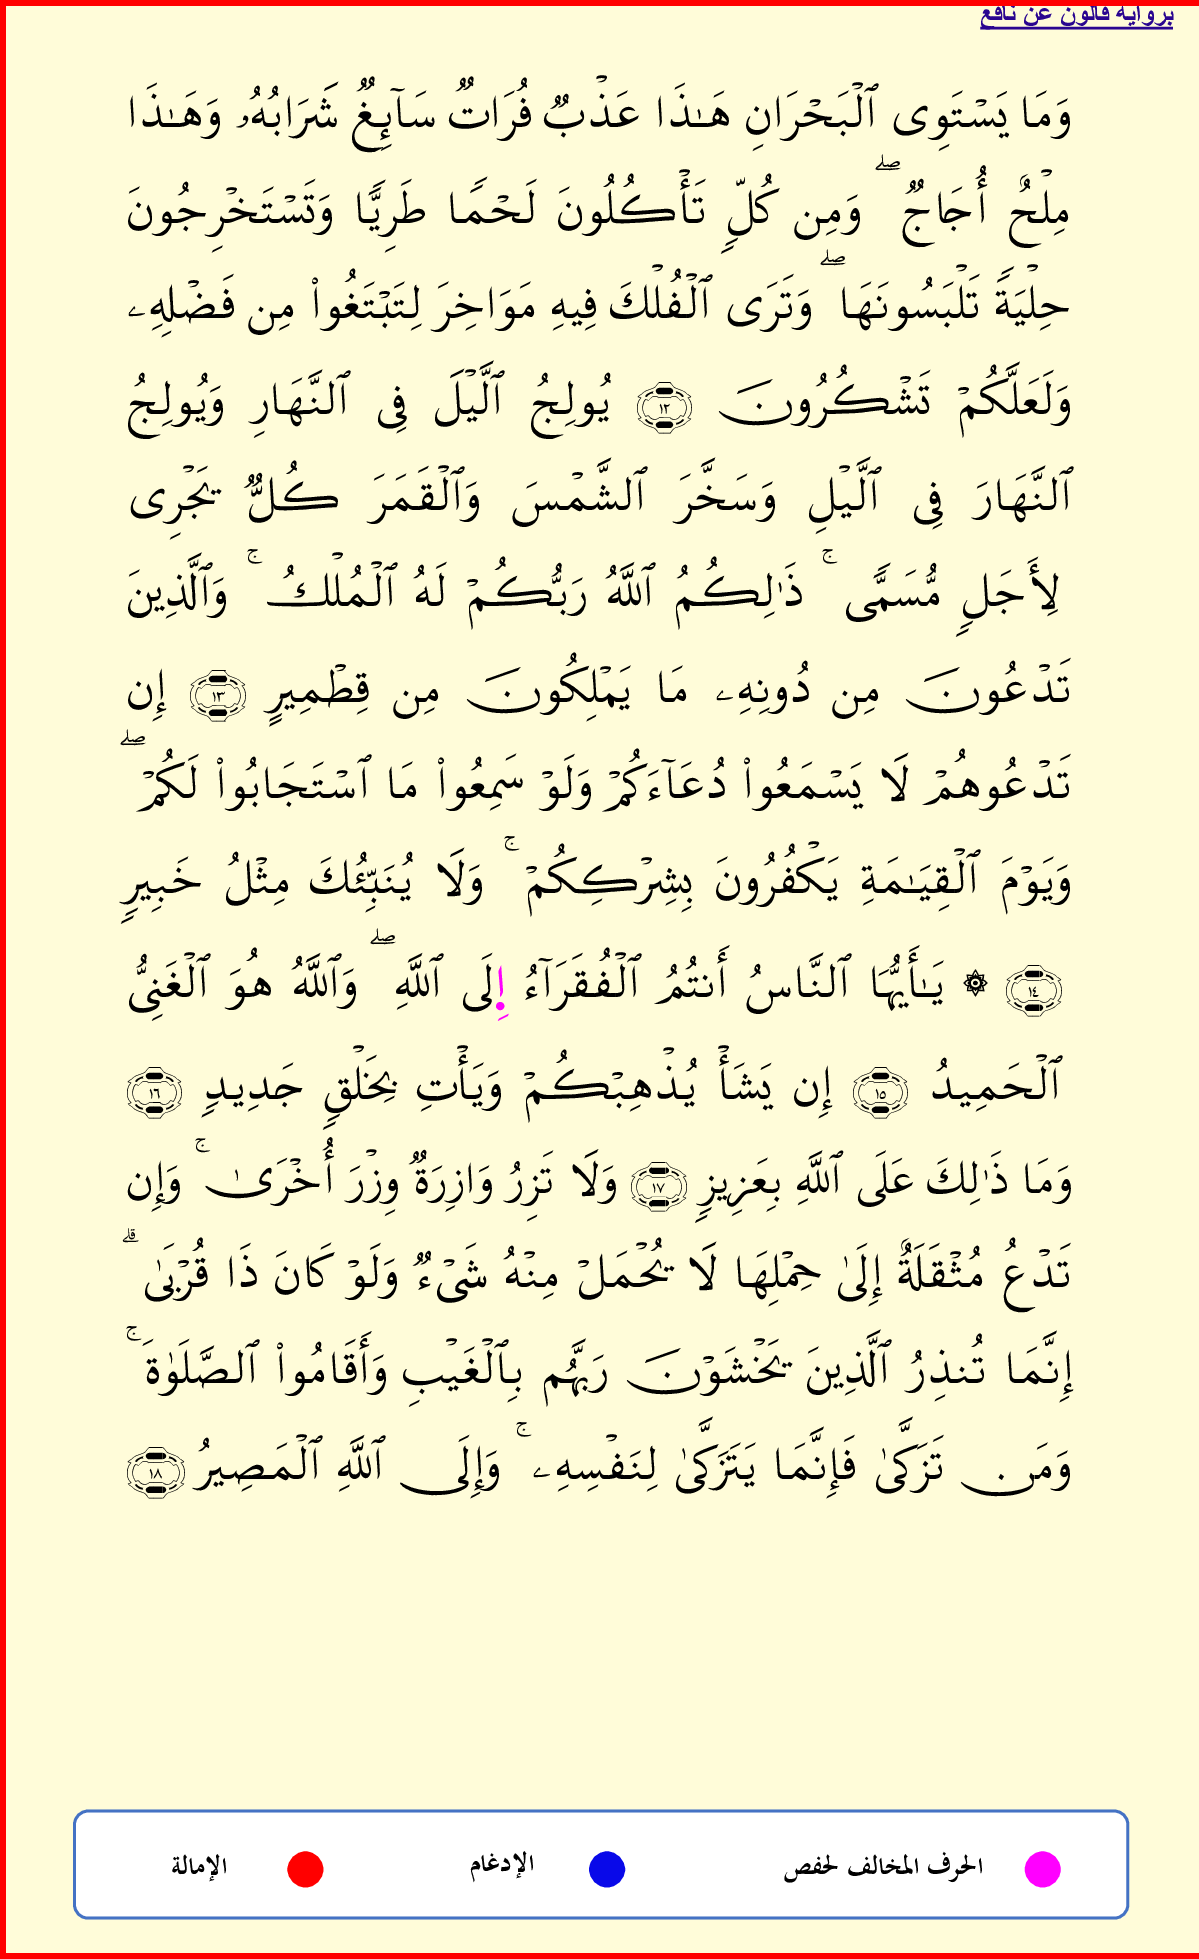 برواية قالون عن نافع
وَمَا يَسۡتَوِي ٱلۡبَحۡرَانِ هَٰذَا عَذۡبٞ فُرَاتٞ سَآئِغٞ شَرَابُهُۥ وَهَٰذَا
مِلۡحٌ أُجَاجٞۖ وَمِن كُلّٖ تَأۡكُلُونَ لَحۡمٗا طَرِيّٗا وَتَسۡتَخۡرِجُونَ
حِلۡيَةٗ تَلۡبَسُونَهَاۖ وَتَرَى ٱلۡفُلۡكَ فِيهِ مَوَاخِرَ لِتَبۡتَغُواْ مِن فَضۡلِهِۦ
وَلَعَلَّكُمۡ تَشۡكُرُونَ ١٢ يُولِجُ ٱلَّيۡلَ فِي ٱلنَّهَارِ وَيُولِجُ
ٱلنَّهَارَ فِي ٱلَّيۡلِ وَسَخَّرَ ٱلشَّمۡسَ وَٱلۡقَمَرَ كُلّٞ يَجۡرِي
لِأَجَلٖ مُّسَمّٗىۚ ذَٰلِكُمُ ٱللَّهُ رَبُّكُمۡ لَهُ ٱلۡمُلۡكُۚ وَٱلَّذِينَ
تَدۡعُونَ مِن دُونِهِۦ مَا يَمۡلِكُونَ مِن قِطۡمِيرٍ ١٣ إِن
تَدۡعُوهُمۡ لَا يَسۡمَعُواْ دُعَآءَكُمۡ وَلَوۡ سَمِعُواْ مَا ٱسۡتَجَابُواْ لَكُمۡۖ
وَيَوۡمَ ٱلۡقِيَٰمَةِ يَكۡفُرُونَ بِشِرۡكِكُمۡۚ وَلَا يُنَبِّئُكَ مِثۡلُ خَبِيرٖ
١٤ ۞ يَٰٓأَيُّهَا ٱلنَّاسُ أَنتُمُ ٱلۡفُقَرَآءُ إِلَى ٱللَّهِۖ وَٱللَّهُ هُوَ ٱلۡغَنِيُّ
ٱلۡحَمِيدُ ١٥ إِن يَشَأۡ يُذۡهِبۡكُمۡ وَيَأۡتِ بِخَلۡقٖ جَدِيدٖ ١٦
وَمَا ذَٰلِكَ عَلَى ٱللَّهِ بِعَزِيزٖ ١٧ وَلَا تَزِرُ وَازِرَةٞ وِزۡرَ أُخۡرَىٰۚ وَإِن
تَدۡعُ مُثۡقَلَةٌ إِلَىٰ حِمۡلِهَا لَا يُحۡمَلۡ مِنۡهُ شَيۡءٞ وَلَوۡ كَانَ ذَا قُرۡبَىٰۗ
إِنَّمَا تُنذِرُ ٱلَّذِينَ يَخۡشَوۡنَ رَبَّهُم بِٱلۡغَيۡبِ وَأَقَامُواْ ٱلصَّلَوٰةَۚ
وَمَن تَزَكَّىٰ فَإِنَّمَا يَتَزَكَّىٰ لِنَفۡسِهِۦۚ وَإِلَى ٱللَّهِ ٱلۡمَصِيرُ ١٨
الحرف المخالف لحفص الإدغام الإمالة